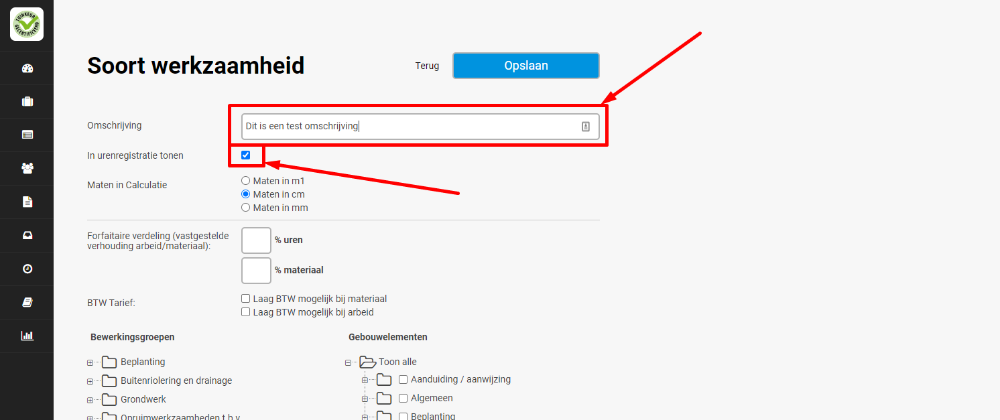 TUINKEUR
GECERTIFICEERD
Soort werkzaamheid
Terug
Opslaan
Omschrijving
Dit is een test omschrijving
In urenregistratie tonen
Maten in Calculatie
Maten in m1
Maten in cm
Maten in mm
Forfaitaire verdeling (vastgestelde
verhouding arbeid/materiaal):
% uren
% materiaal
BTW Tarief:
Laag BTW mogelijk bij materiaal
Laag BTW mogelijk bij arbeid
Bewerkingsgroepen
Beplanting
Buitenriolering en drainage
Grondwerk
Opruimwerkzaamheden t.b.v.
Gebouwelementen
Toon alle
Aanduiding / aanwijzing
Algemeen
Beplanting